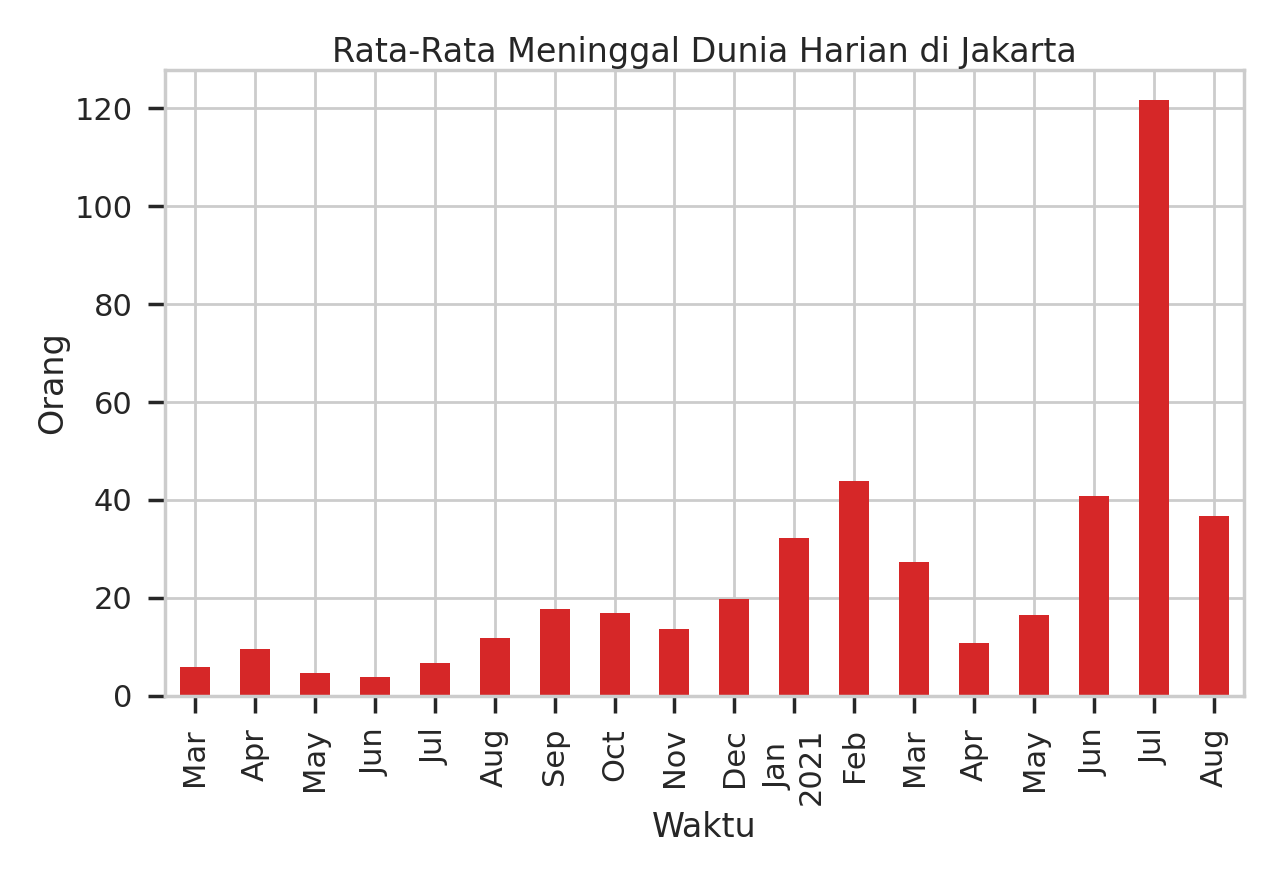 Rata-Rata Meninggal Dunia Harian di Jakarta
120
100
80
60
40
20
0
Orang
Mar
Apr
May
Jun
Jul
Aug
Sep
Oct
Nov
Dec
Jan
2021
Feb
Mar
Apr
May
Jun
Jul
Aug
Waktu